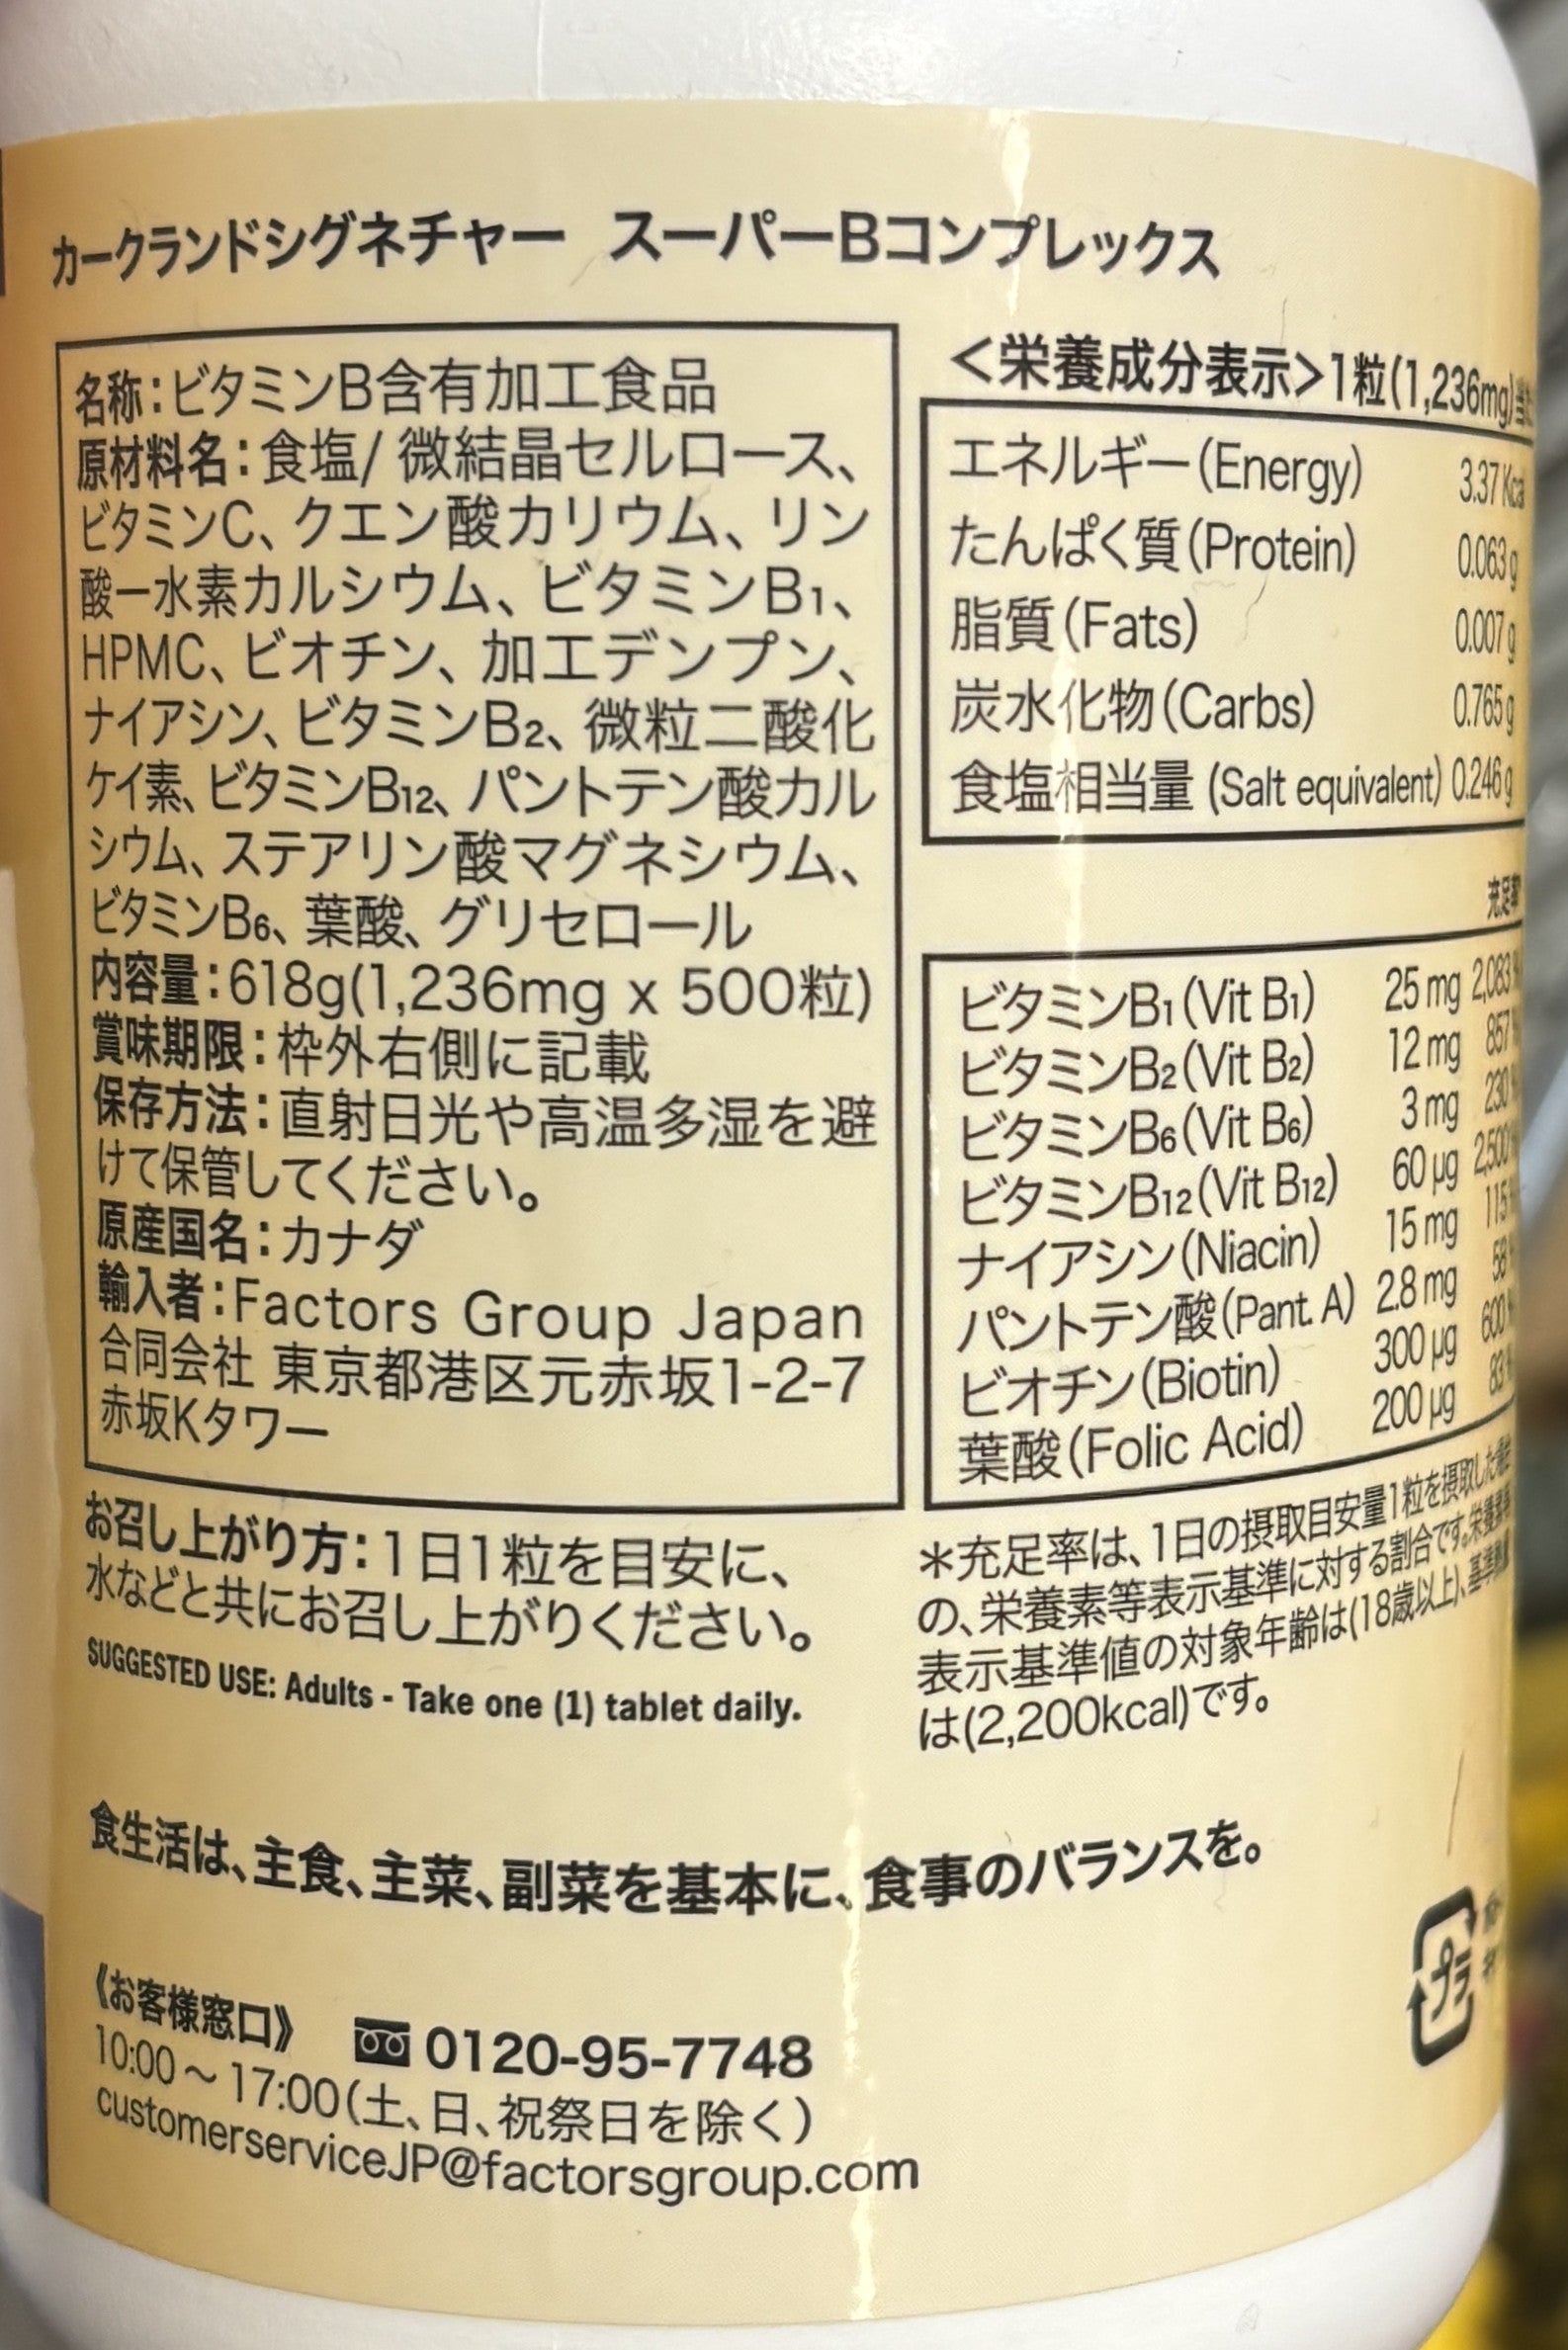 カークランドシグネチャー スーパーBコンプレックス
名称：ビタミンB含有加工食品
原材料名：食塩/ 微結晶セルロース、
ビタミンC、クエン酸カリウム、リン
酸一水素カルシウム、ビタミンB1、
HPMC、ビオチン、加工デンプン、
ナイアシン、ビタミンB2、微粒二酸化
ケイ素、ビタミンB12、パントテン酸カル
シウム、ステアリン酸マグネシウム、
ビタミンB6、葉酸、グリセロール
内容量：618g(1,236mg x 500粒)
賞味期限：枠外右側に記載
保存方法：直射日光や高温多湿を避
けて保管してください。
原産国名：カナダ
輸入者：Factors Group Japan
合同会社 東京都港区元赤坂1-2-7
赤坂Kタワー
お召し上がり方：1日1粒を目安に、
水などと共にお召し上がりください。
SUGGESTED USE: Adults - Take one (1) tablet daily.
＜栄養成分表示＞1粒(1,236mg)
エネルギー(Energy) 3.37 Kcal
たんぱく質(Protein) 0.063 g
脂質(Fats) 0.007 g
炭水化物(Carbs) 0.765 g
食塩相当量 (Salt equivalent) 0.246 g
充足率
ビタミンB1(Vit B1) 25 mg 2,083 %
ビタミンB2(Vit B2) 12 mg 857 %
ビタミンB6(Vit B6) 3 mg 230 %
ビタミンB12(Vit B12) 60 μg 2,500 %
ナイアシン(Niacin) 15 mg 115 %
パントテン酸(Pant. A) 2.8 mg 58 %
ビオチン(Biotin) 300 μg 600 %
葉酸(Folic Acid) 200 μg 83 %
＊充足率は、1日の摂取目安量1粒を摂取した
の、栄養素等表示基準に対する割合です。栄養素
表示基準値の対象年齢は(18歳以上)、基準
は(2,200kcal)です。
食生活は、主食、主菜、副菜を基本に、食事のバランスを。
《お客様窓口》 0120-95-7748
10:00～17:00(土、日、祝祭日を除く)
customerserviceJP@factorsgroup.com
プラ